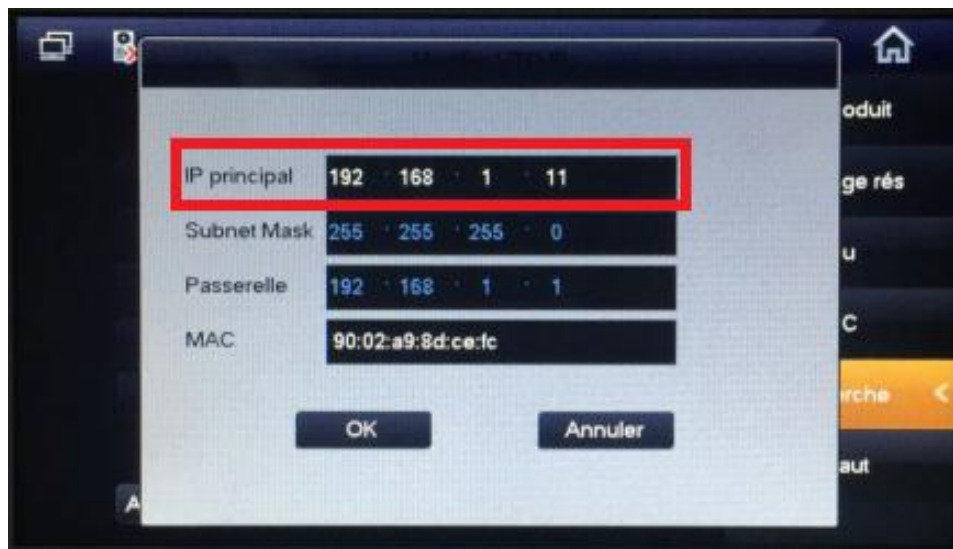 IP principal 192 168 1 11
Subnet Mask 255 255 255 0
Passerelle 192 168 1 1
MAC 90:02:a9:8d:ce:fc
OK Annuler
oduit
ge rés
u
C
rche <
aut
A